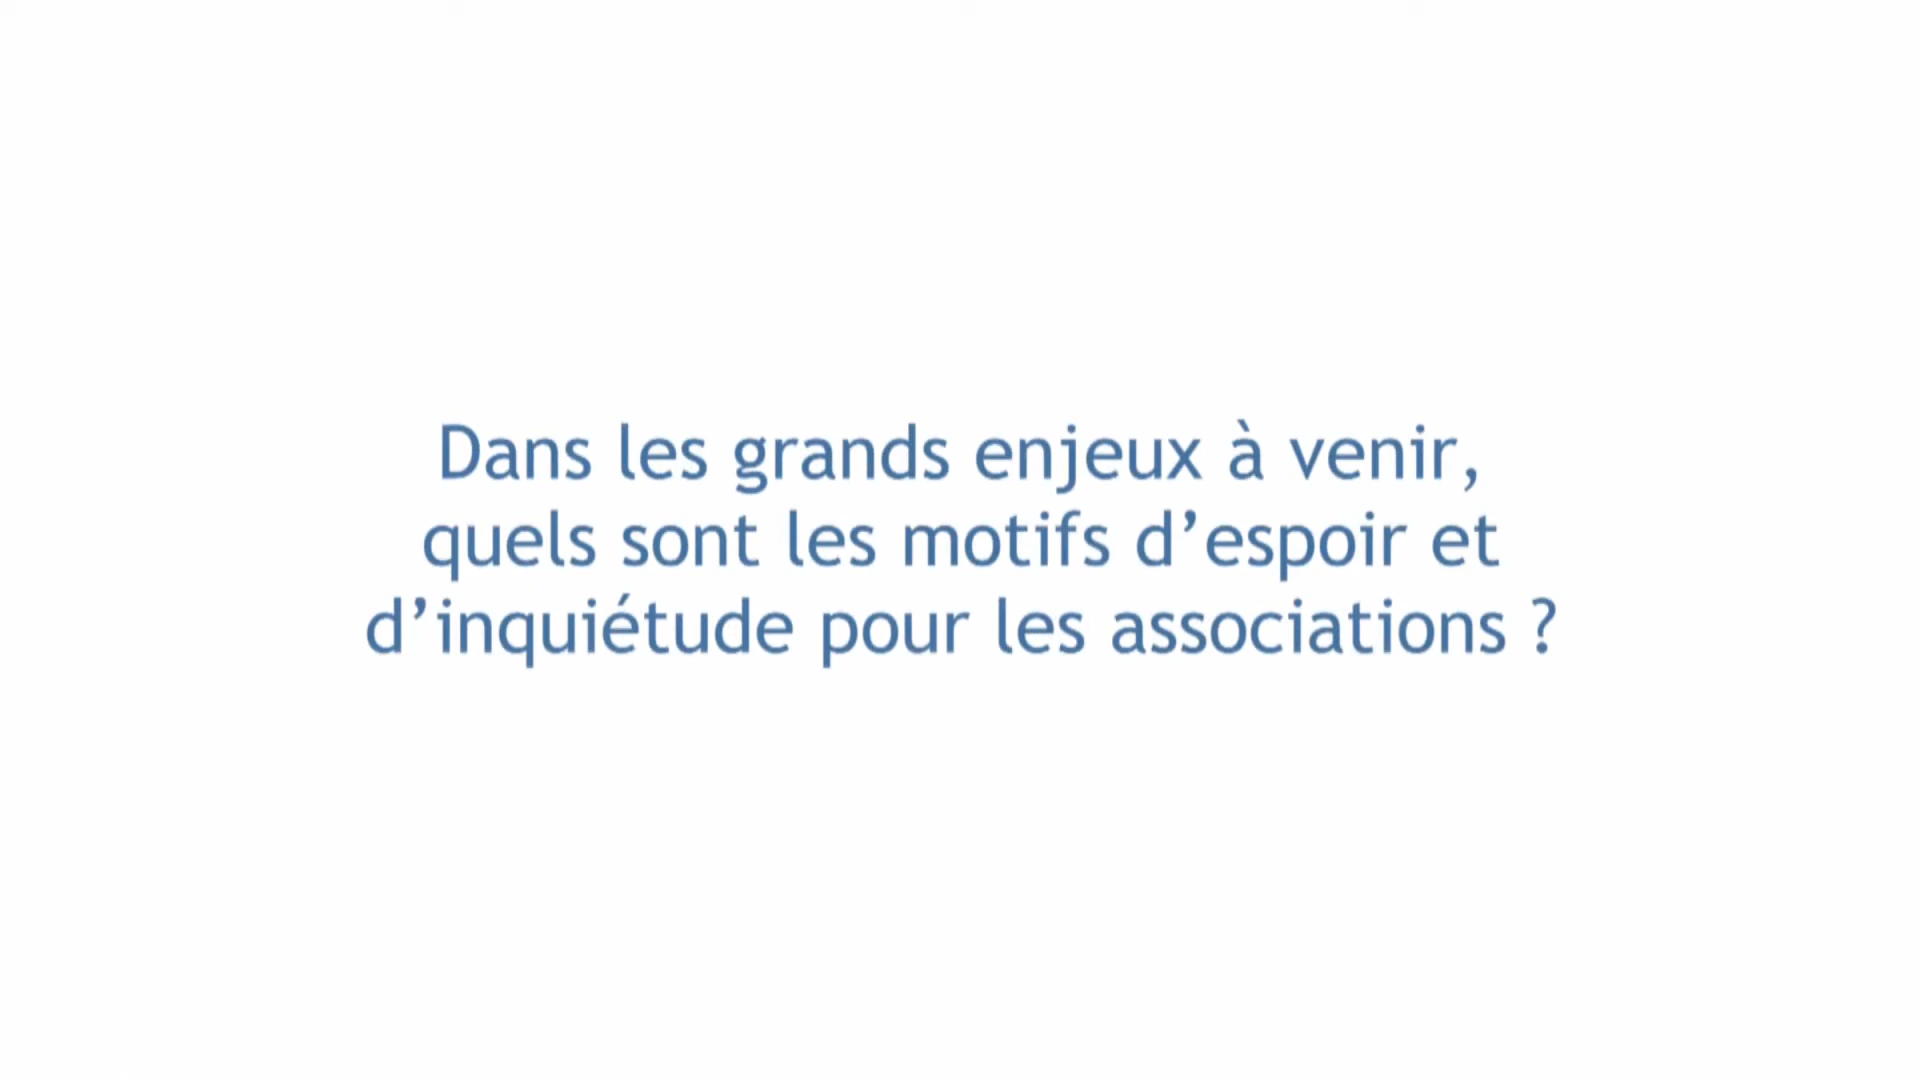 Dans les grands enjeux à venir,
quels sont les motifs d’espoir et
d’inquiétude pour les associations ?